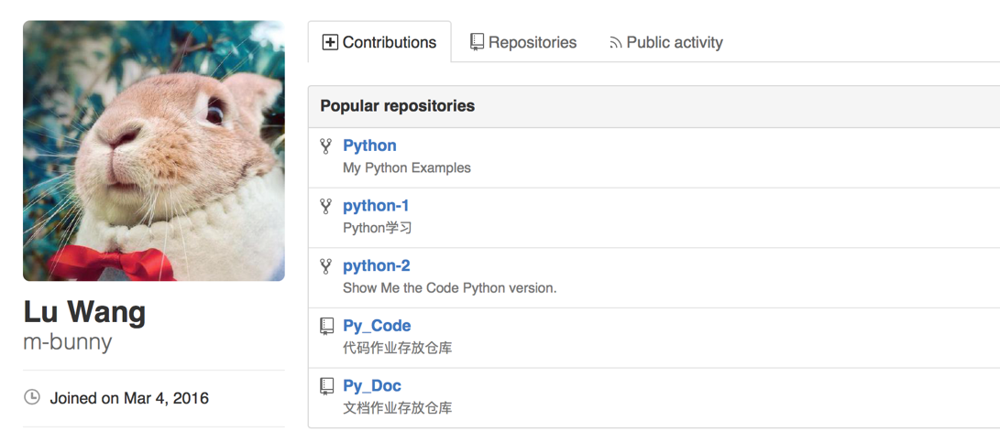 Contributions
Repositories
Public activity
Popular repositories
Python
My Python Examples
python-1
Python学习
python-2
Show Me the Code Python version.
Py_Code
代码作业存放仓库
Py_Doc
文档作业存放仓库
Lu Wang
m-bunny
Joined on Mar 4, 2016